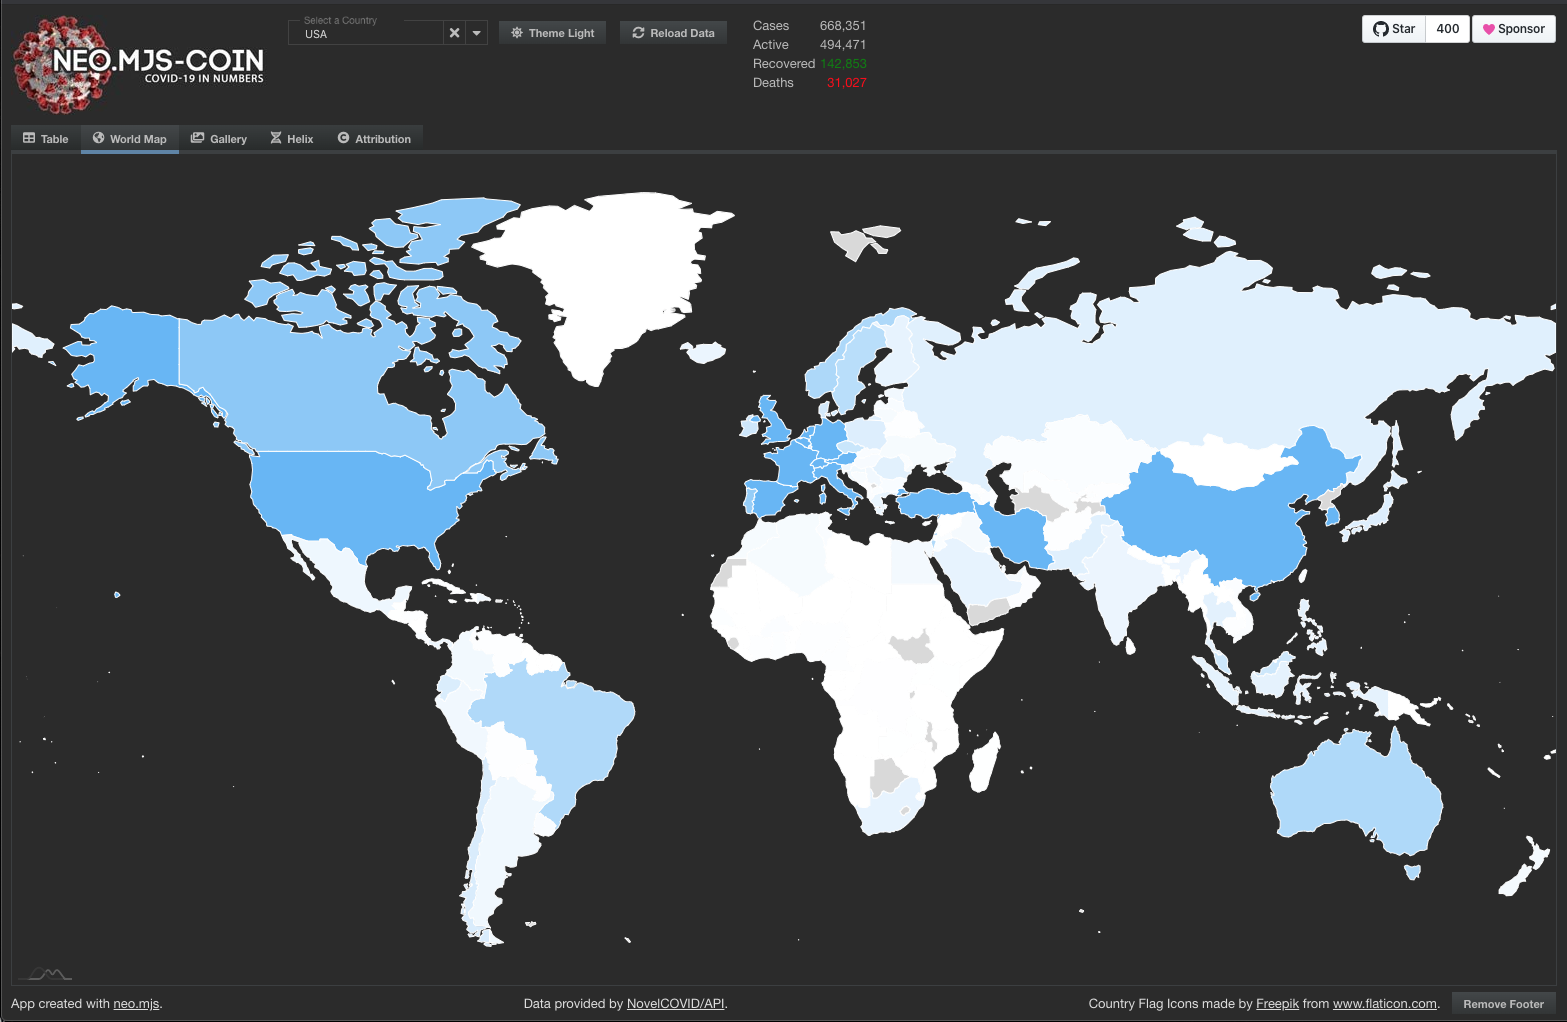 NEO.MJS-COIN
COVID-19 IN NUMBERS
Select a Country
USA
Theme Light
Reload Data
Cases 668,351
Active 494,471
Recovered 142,853
Deaths 31,027
Star 400
Sponsor
Table
World Map
Gallery
Helix
Attribution
App created with neo.mjs.
Data provided by NovelCOVID/API.
Country Flag Icons made by Freepik from www.flaticon.com.
Remove Footer